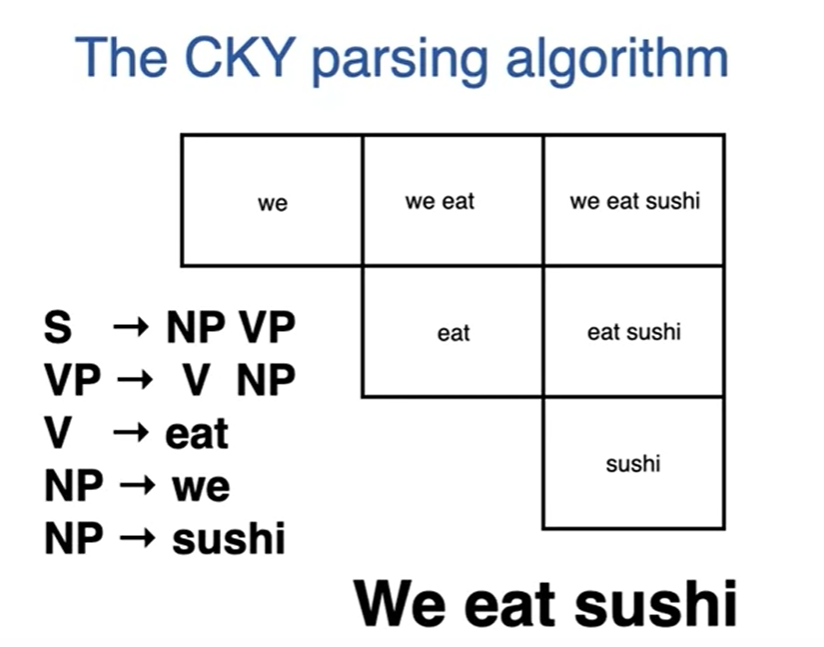 The CKY parsing algorithm
we
we eat
we eat sushi
eat
eat sushi
sushi
S → NP VP
VP → V NP
V → eat
NP → we
NP → sushi
We eat sushi